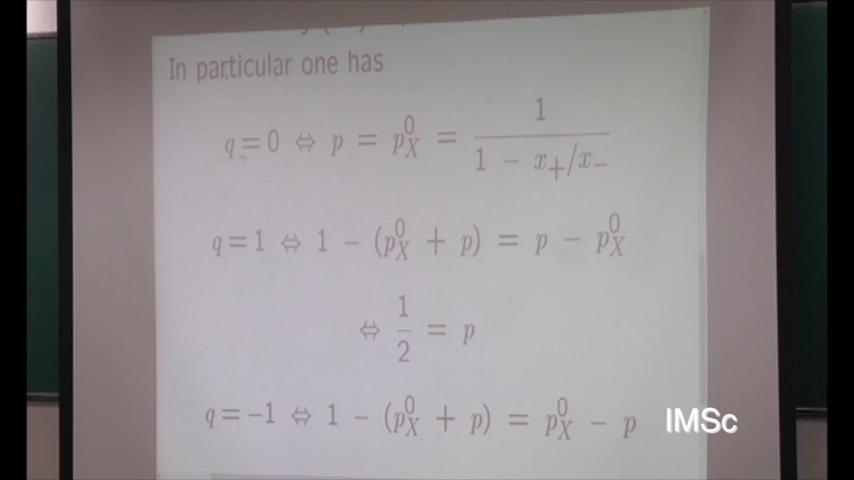 In particular one has
q = 0 ⇔ p = p_X^0 = 1 / (1 − x_+/x_−)
q = 1 ⇔ 1 − (p_X^0 + p) = p − p_X^0
⇔ 1/2 = p
q = −1 ⇔ 1 − (p_X^0 + p) = p_X^0 − p
IMSc